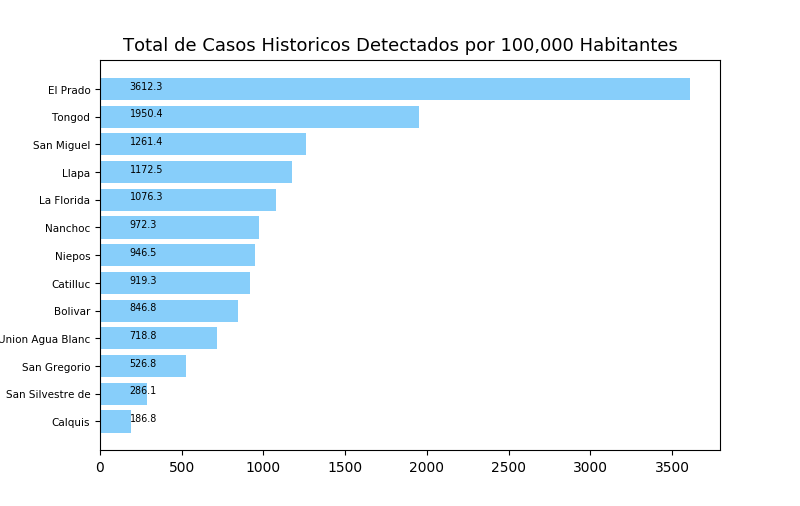 Total de Casos Historicos Detectados por 100,000 Habitantes
El Prado 3612.3
Tongod 1950.4
San Miguel 1261.4
Llapa 1172.5
La Florida 1076.3
Nanchoc 972.3
Niepos 946.5
Catilluc 919.3
Bolivar 846.8
Union Agua Blanc 718.8
San Gregorio 526.8
San Silvestre de 286.1
Calquis 186.8
0 500 1000 1500 2000 2500 3000 3500